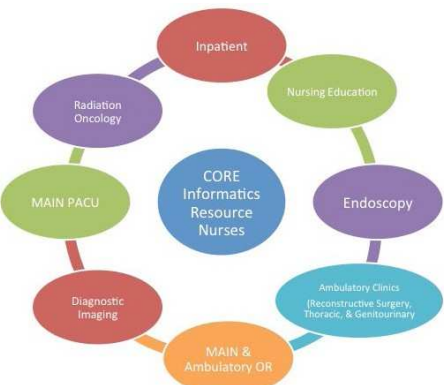 Inpatient
Nursing Education
Endoscopy
Ambulatory Clinics
(Reconstructive Surgery,
Thoracic, & Genitourinary
MAIN &
Ambulatory OR
Diagnostic
Imaging
MAIN PACU
Radiation
Oncology
CORE
Informatics
Resource
Nurses